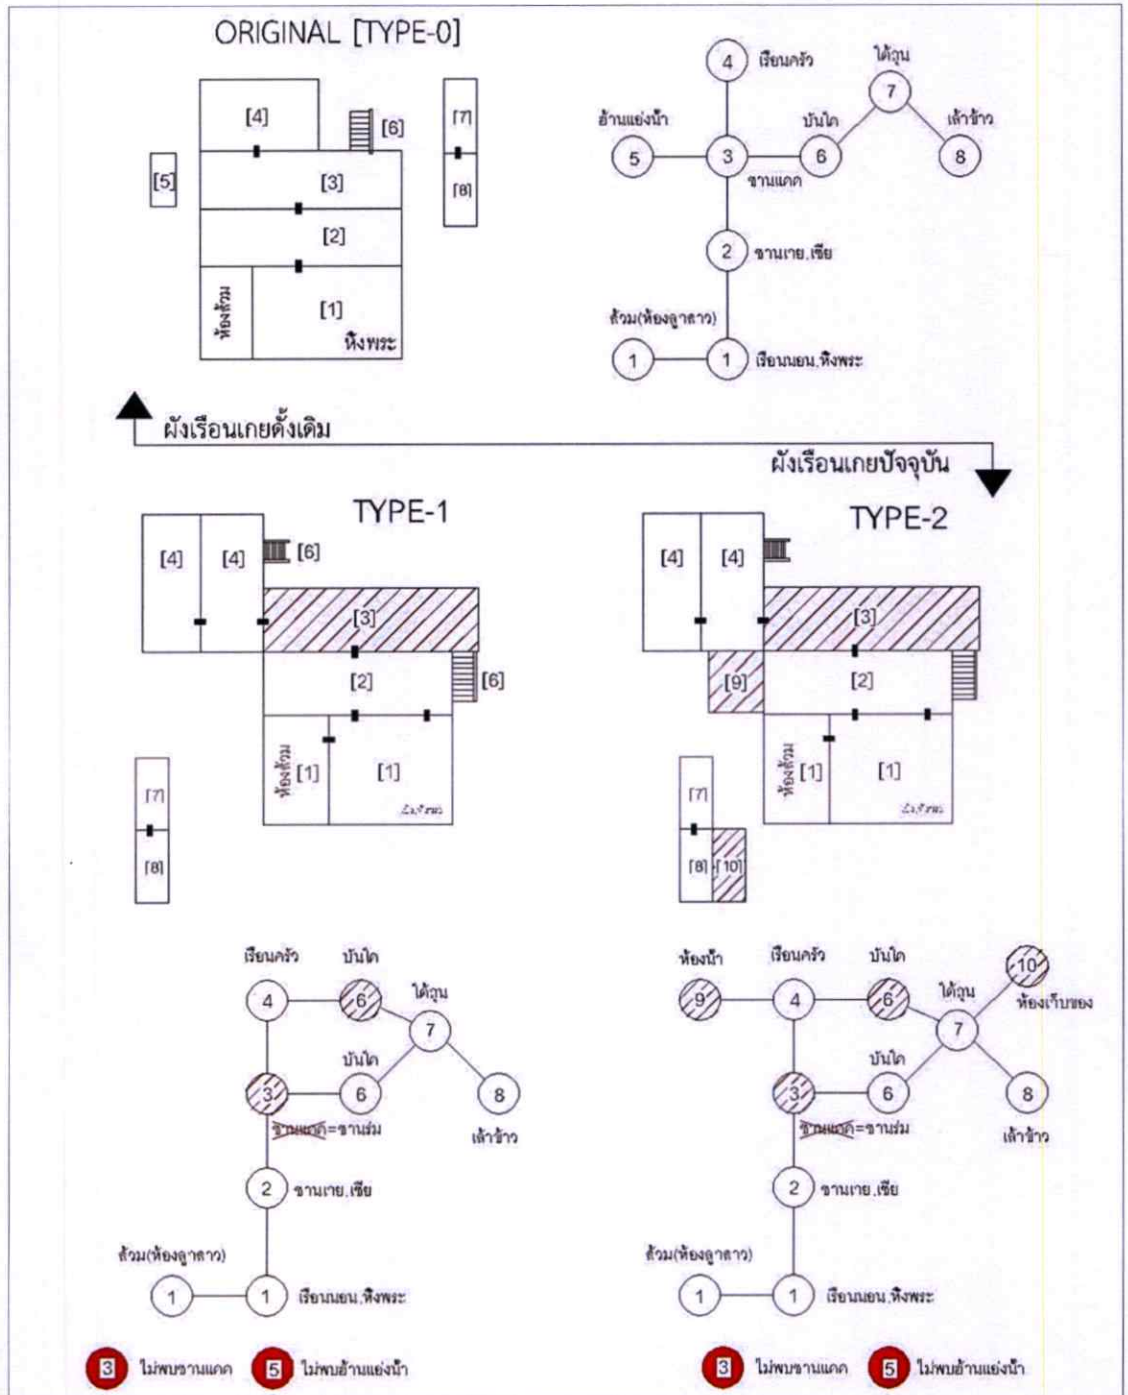 ORIGINAL [TYPE-0]
[4]
[6]
[7]
[5]
[3]
[8]
[2]
ห้องส้วม
[1]
หิ้งพระ
4 เรือนครัว
ใต้ถุน
7
ฮ้านแอ่งน้ำ
บันได
เล้าข้าว
5
3
6
8
ชานแดด
2 ชานเกย,เซีย
ส้วม(ห้องลูกสาว)
1
1 เรือนนอน,หิ้งพระ
ผังเรือนเกยดั้งเดิม
ผังเรือนเกยปัจจุบัน
TYPE-1
[4]
[4]
[6]
[3]
[2]
[6]
ห้องส้วม
[1]
[1]
[7]
[8]
TYPE-2
[4]
[4]
[3]
[9]
[2]
ห้องส้วม
[1]
[1]
[7]
[8]
[10]
เรือนครัว
บันได
4
6
ใต้ถุน
7
บันได
3
6
8
ชานแดด=ชานร่ม
เล้าข้าว
2 ชานเกย,เซีย
ส้วม(ห้องลูกสาว)
1
1 เรือนนอน,หิ้งพระ
3 ไม่พบชานแดด
5 ไม่พบฮ้านแอ่งน้ำ
ห้องน้ำ
เรือนครัว
บันได
10
9
4
6
ใต้ถุน
ห้องเก็บของ
7
บันได
3
6
8
ชานแดด=ชานร่ม
เล้าข้าว
2 ชานเกย,เซีย
ส้วม(ห้องลูกสาว)
1
1 เรือนนอน,หิ้งพระ
3 ไม่พบชานแดด
5 ไม่พบฮ้านแอ่งน้ำ